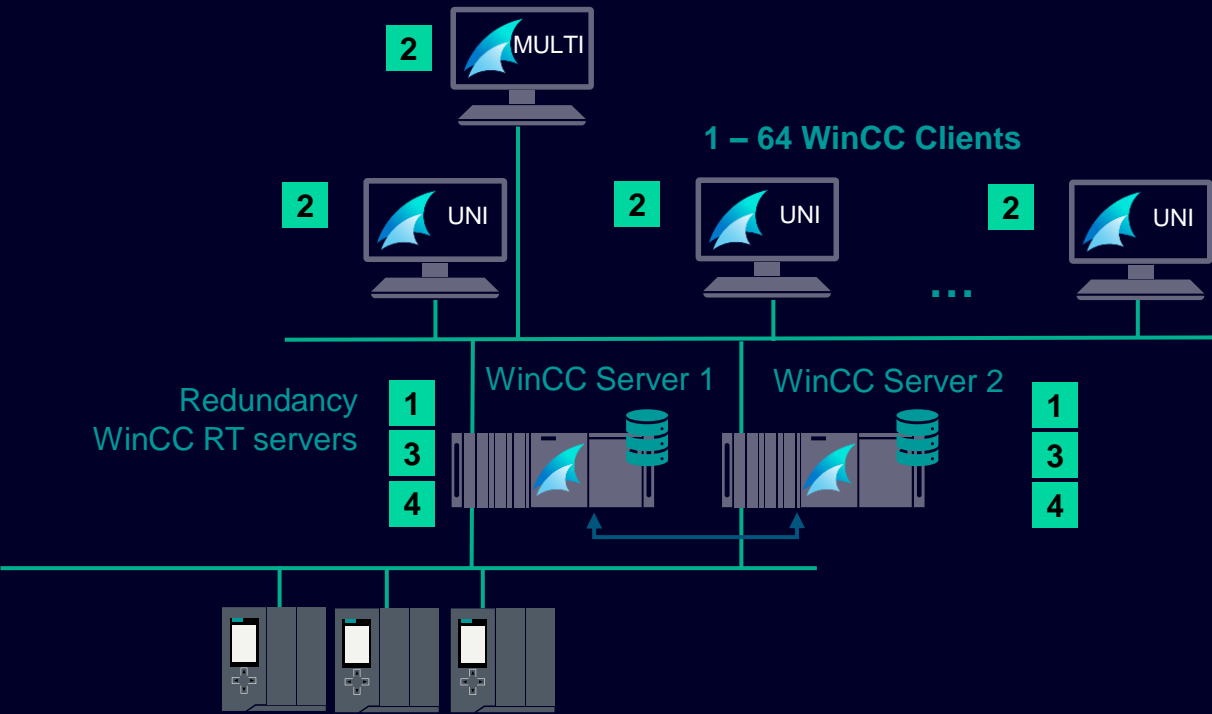 2
MULTI
1 – 64 WinCC Clients
2
UNI
2
UNI
2
UNI
...
WinCC Server 1
WinCC Server 2
Redundancy
WinCC RT servers
1
3
4
1
3
4